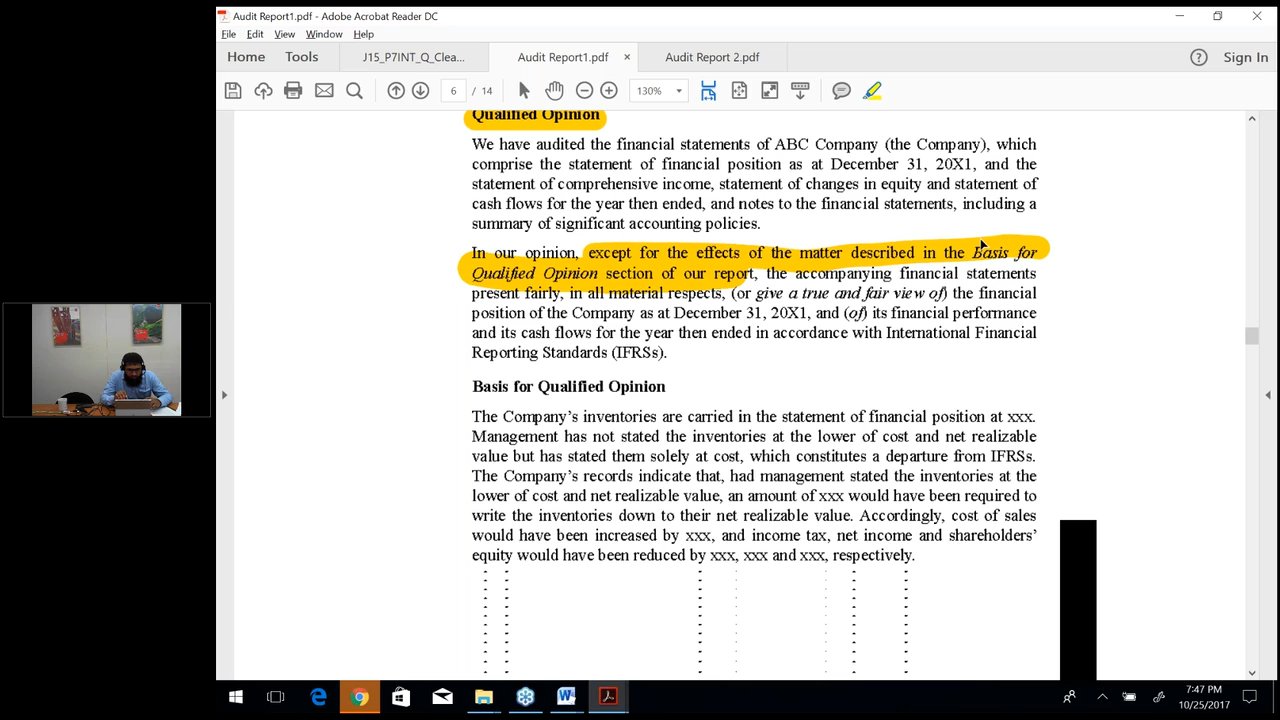 Audit Report1.pdf - Adobe Acrobat Reader DC
File Edit View Window Help
Home Tools J15_P7INT_Q_Clea... Audit Report1.pdf × Audit Report 2.pdf ? Sign In
6 / 14 130%
Qualified Opinion
We have audited the financial statements of ABC Company (the Company), which
comprise the statement of financial position as at December 31, 20X1, and the
statement of comprehensive income, statement of changes in equity and statement of
cash flows for the year then ended, and notes to the financial statements, including a
summary of significant accounting policies.
In our opinion, except for the effects of the matter described in the Basis for
Qualified Opinion section of our report, the accompanying financial statements
present fairly, in all material respects, (or give a true and fair view of) the financial
position of the Company as at December 31, 20X1, and (of) its financial performance
and its cash flows for the year then ended in accordance with International Financial
Reporting Standards (IFRSs).
Basis for Qualified Opinion
The Company’s inventories are carried in the statement of financial position at xxx.
Management has not stated the inventories at the lower of cost and net realizable
value but has stated them solely at cost, which constitutes a departure from IFRSs.
The Company’s records indicate that, had management stated the inventories at the
lower of cost and net realizable value, an amount of xxx would have been required to
write the inventories down to their net realizable value. Accordingly, cost of sales
would have been increased by xxx, and income tax, net income and shareholders’
equity would have been reduced by xxx, xxx and xxx, respectively.
7:47 PM
10/25/2017